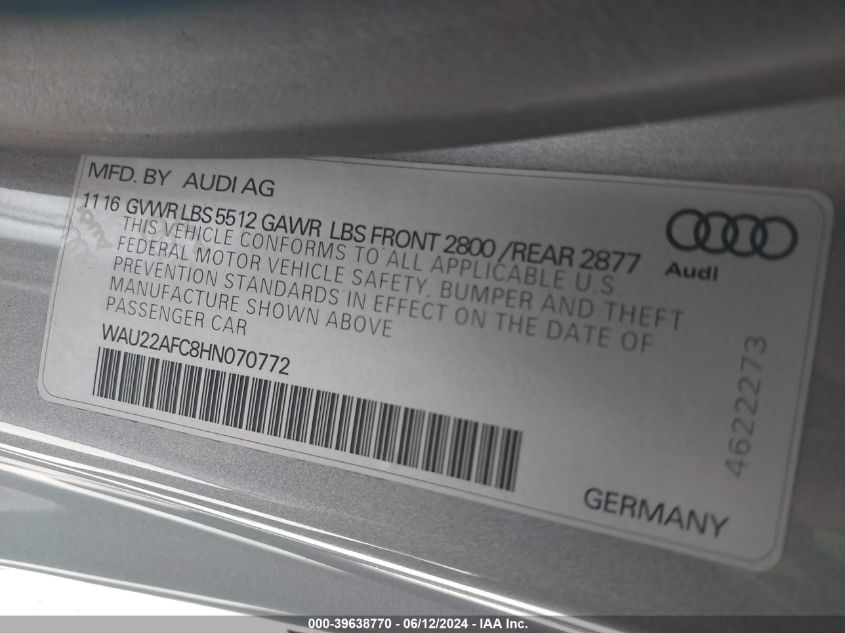 MFD. BY AUDI AG
11 16 GVWR LBS 5512 GAWR LBS FRONT 2800 /REAR 2877
THIS VEHICLE CONFORMS TO ALL APPLICABLE U.S.
FEDERAL MOTOR VEHICLE SAFETY, BUMPER AND THEFT
PREVENTION STANDARDS IN EFFECT ON THE DATE OF
MANUFACTURE SHOWN ABOVE
PASSENGER CAR
WAU22AFC8HN070772
Audi
4622273
GERMANY
000-39638770 - 06/12/2024 - IAA Inc.